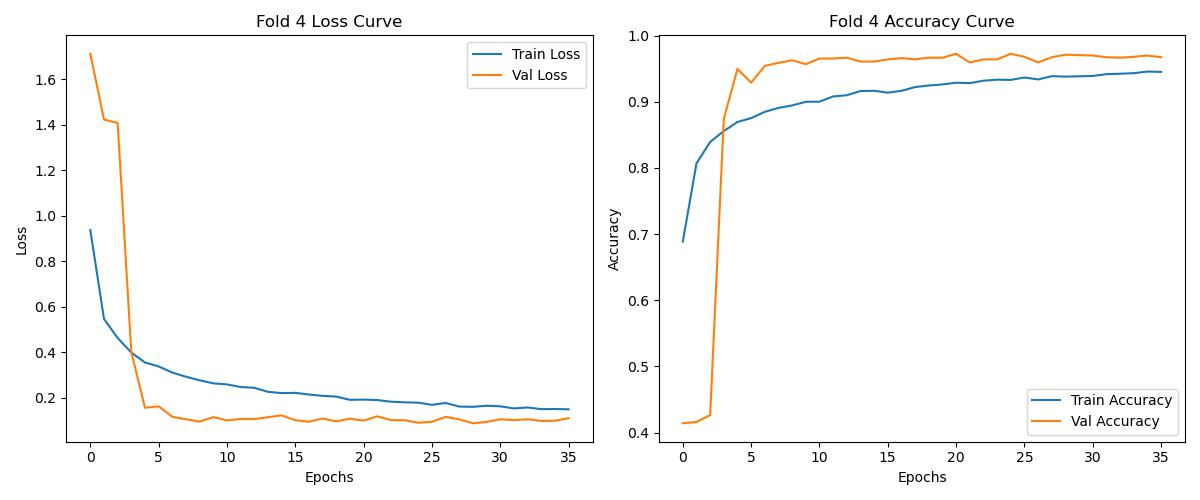 Fold 4 Loss Curve
Train Loss
Val Loss
Loss
1.6
1.4
1.2
1.0
0.8
0.6
0.4
0.2
0 5 10 15 20 25 30 35
Epochs
Fold 4 Accuracy Curve
Accuracy
1.0
0.9
0.8
0.7
0.6
0.5
0.4
Train Accuracy
Val Accuracy
0 5 10 15 20 25 30 35
Epochs